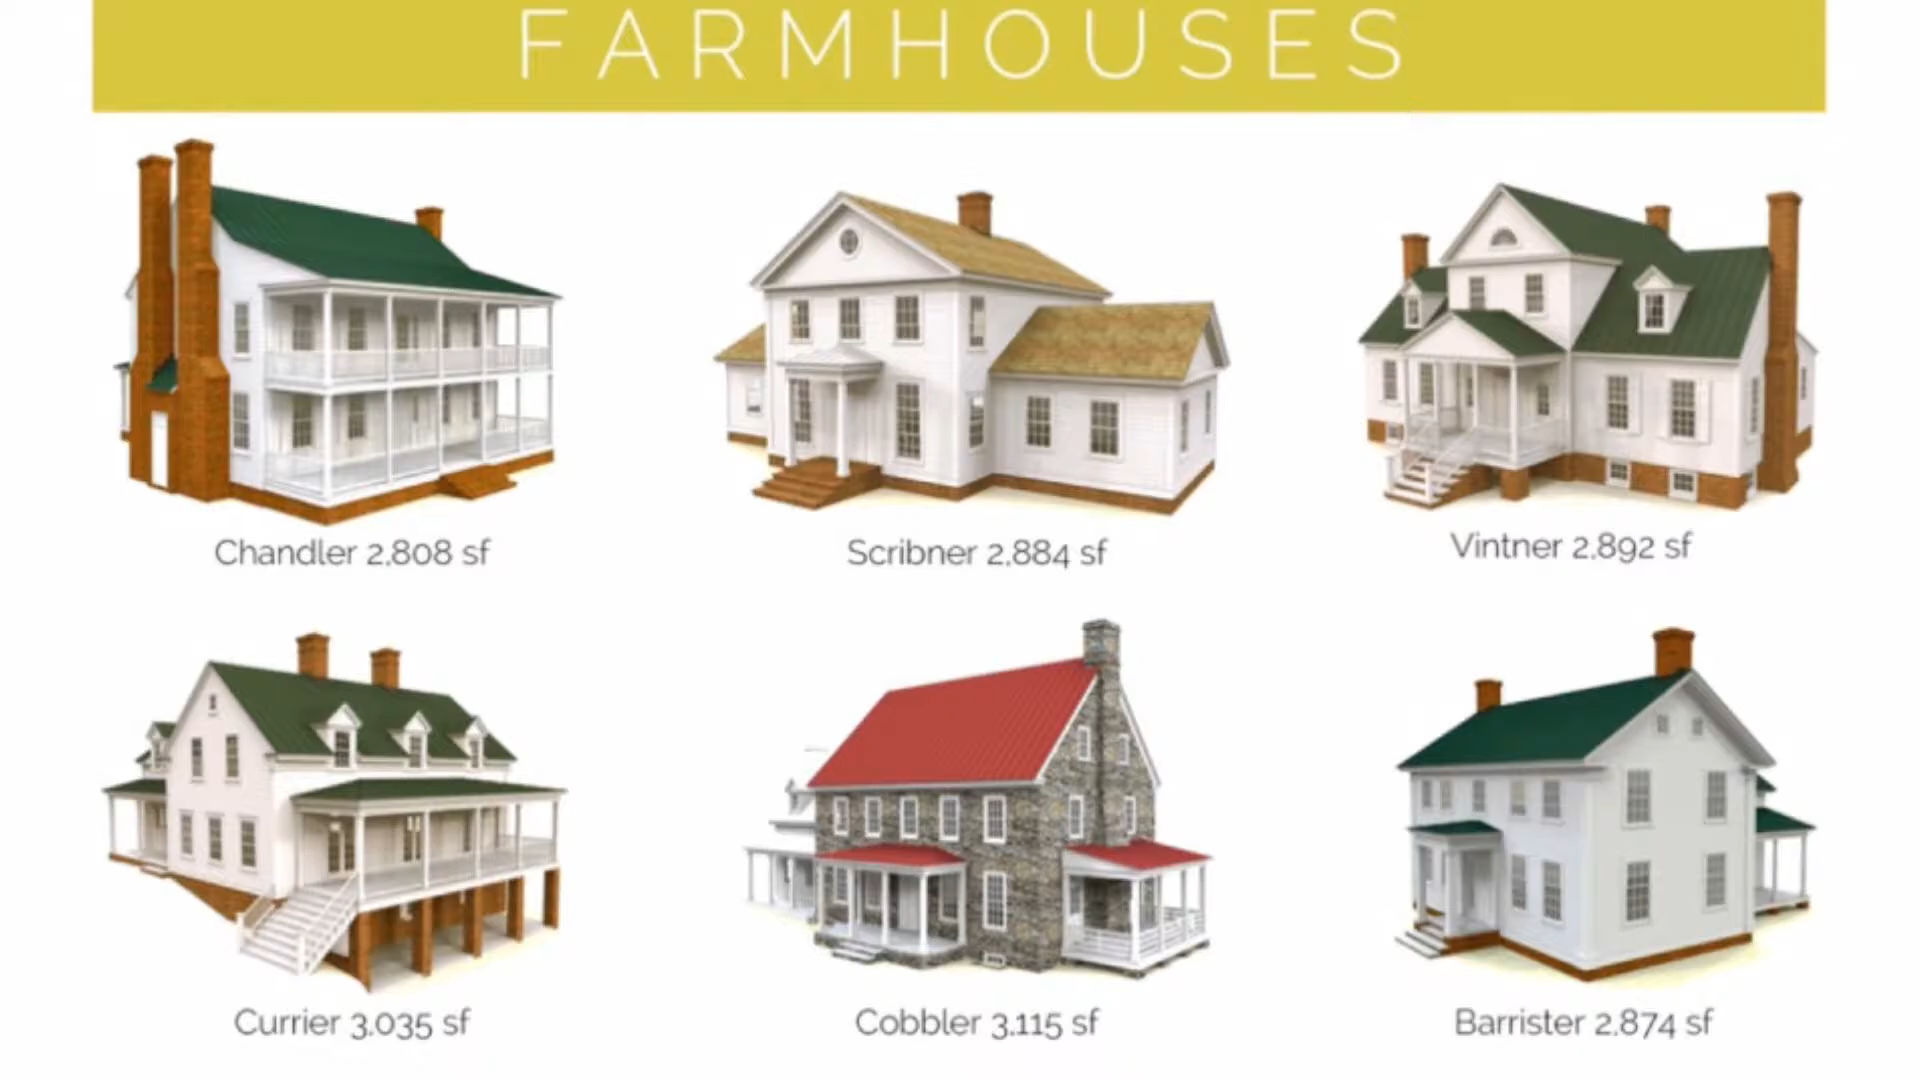 FARMHOUSES
Chandler 2,808 sf
Scribner 2,884 sf
Vintner 2,892 sf
Currier 3,035 sf
Cobbler 3,115 sf
Barrister 2,874 sf